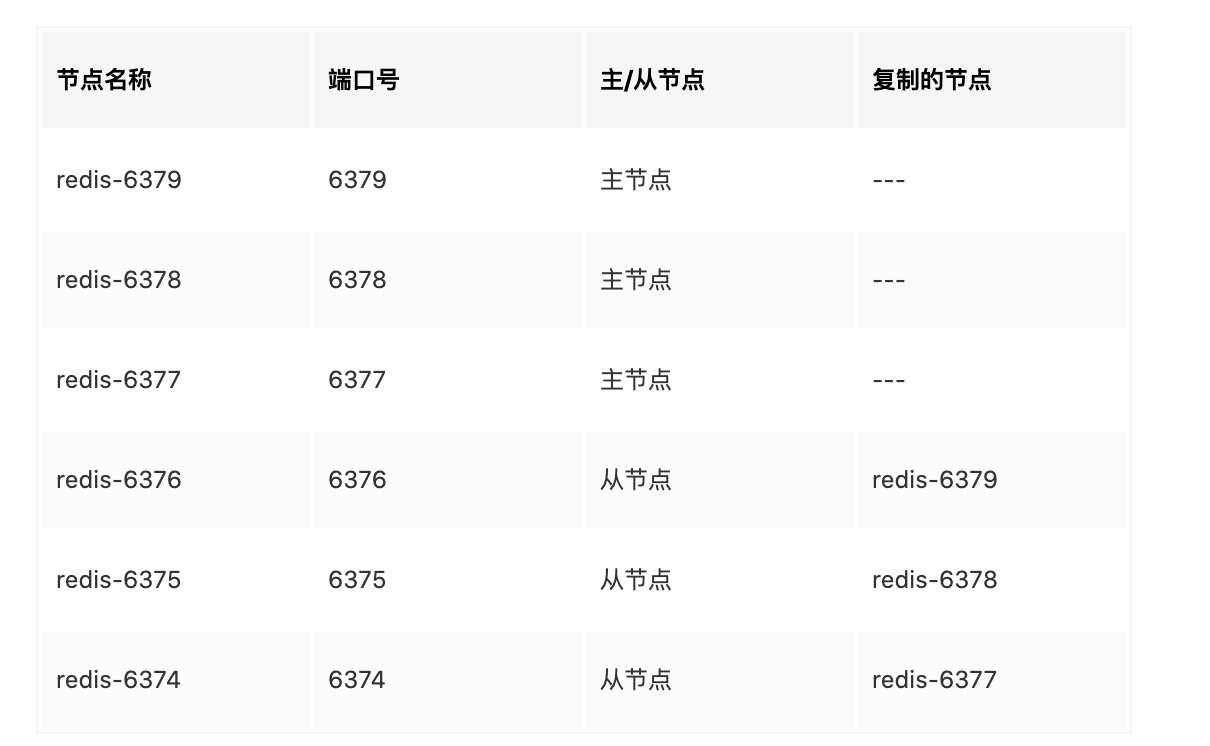 节点名称 端口号 主/从节点 复制的节点
redis-6379 6379 主节点 ---
redis-6378 6378 主节点 ---
redis-6377 6377 主节点 ---
redis-6376 6376 从节点 redis-6379
redis-6375 6375 从节点 redis-6378
redis-6374 6374 从节点 redis-6377